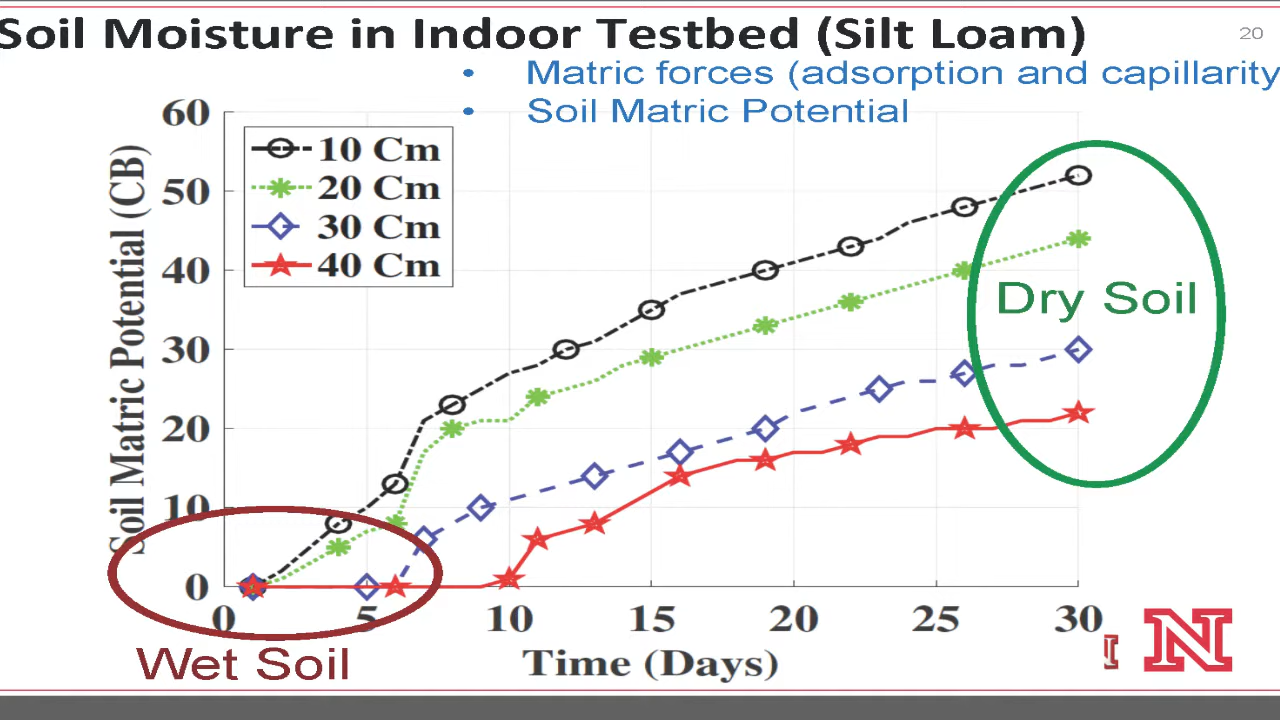 Soil Moisture in Indoor Testbed (Silt Loam)
20
• Matric forces (adsorption and capillarity
• Soil Matric Potential
60
50
40
30
20
10
0
Soil Matric Potential (CB)
10 Cm
20 Cm
30 Cm
40 Cm
Dry Soil
0 5 10 15 20 25 30
Wet Soil
Time (Days)
N
N